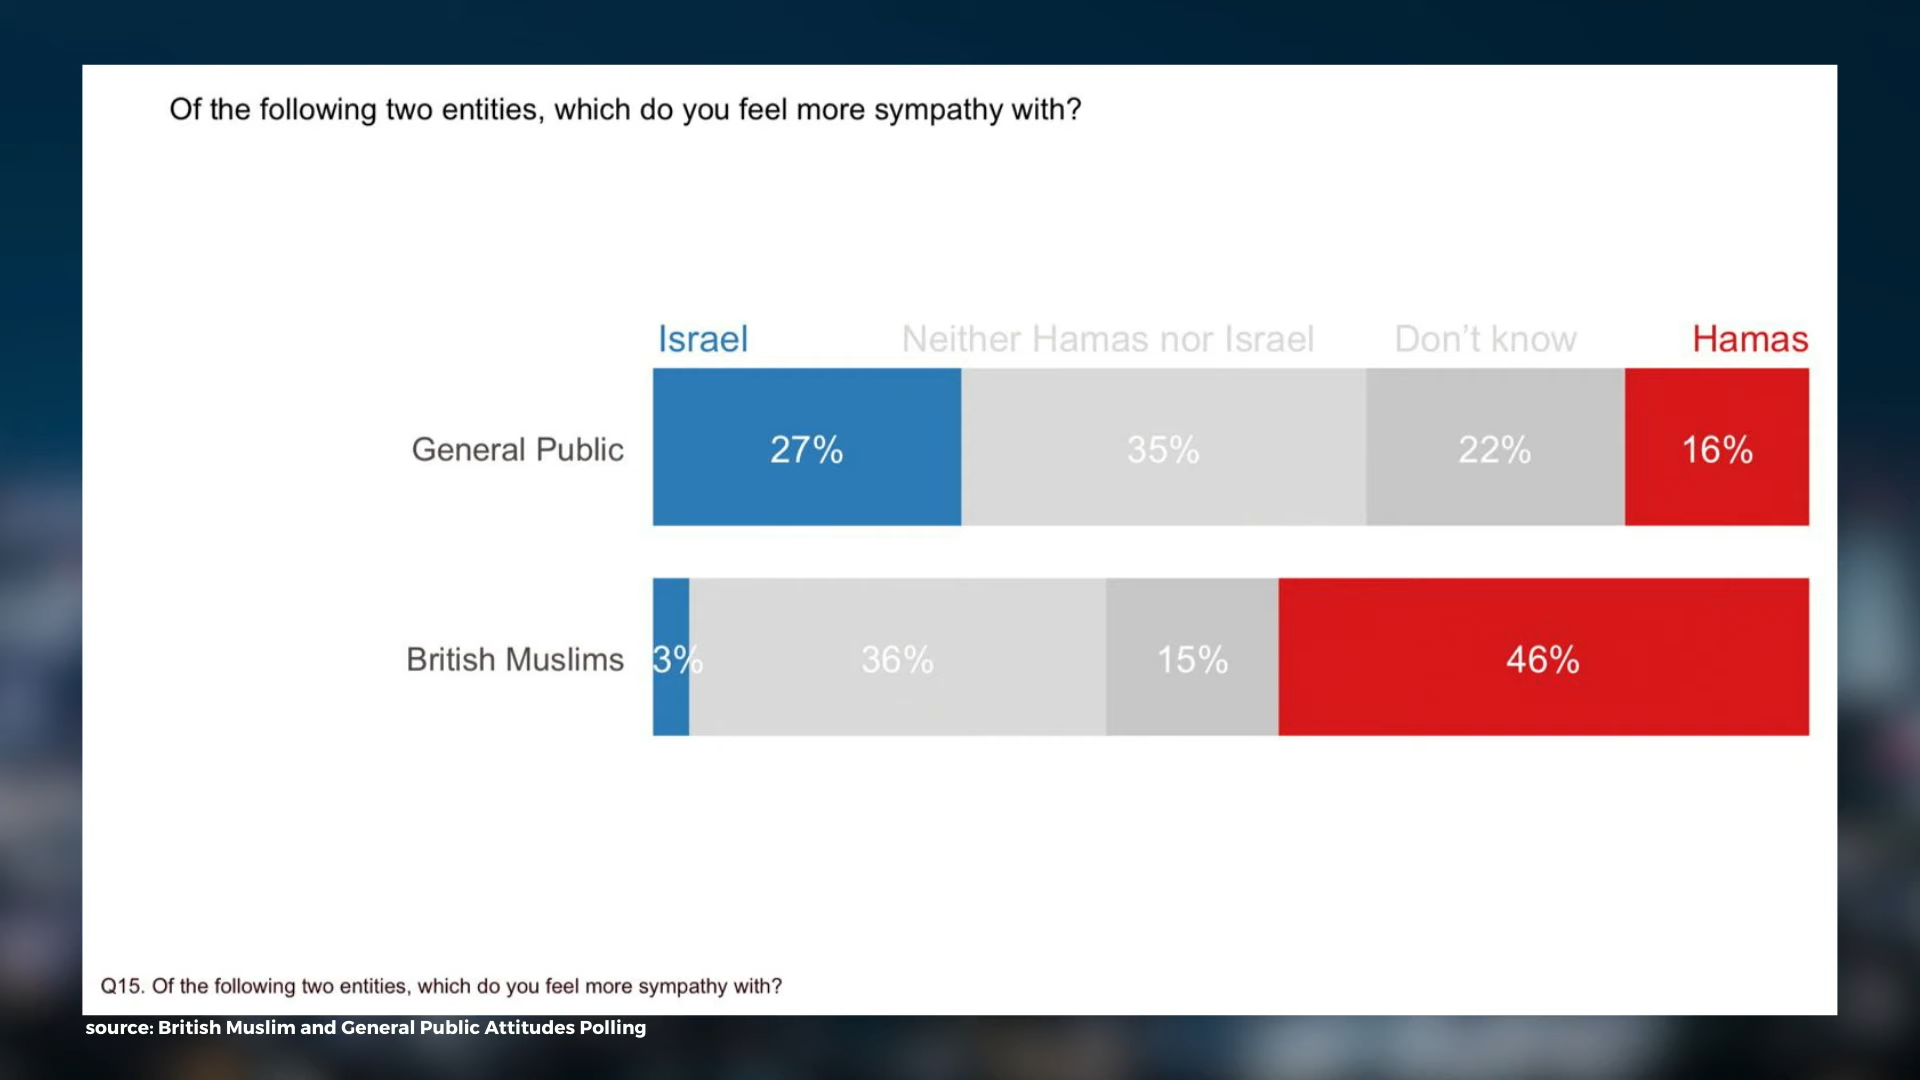 Of the following two entities, which do you feel more sympathy with?
Israel Neither Hamas nor Israel Don't know Hamas
General Public 27% 35% 22% 16%
British Muslims 3% 36% 15% 46%
Q15. Of the following two entities, which do you feel more sympathy with?
source: British Muslim and General Public Attitudes Polling